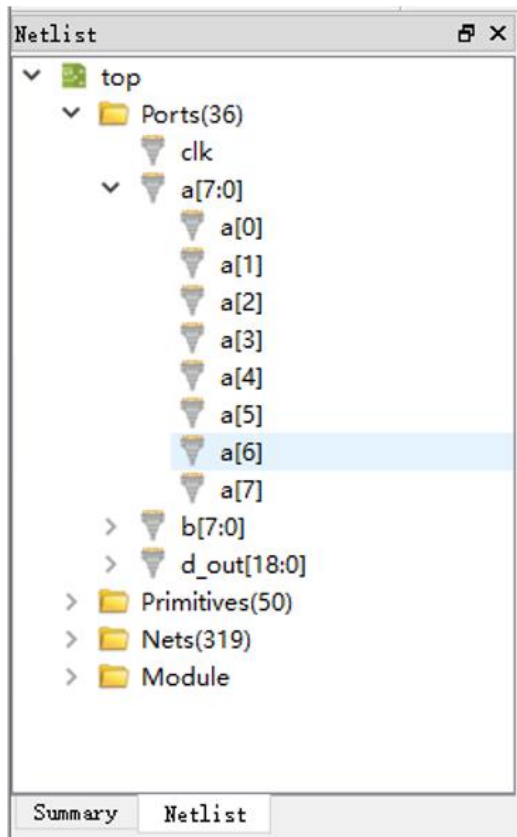 Netlist
top
Ports(36)
clk
a[7:0]
a[0]
a[1]
a[2]
a[3]
a[4]
a[5]
a[6]
a[7]
b[7:0]
d_out[18:0]
Primitives(50)
Nets(319)
Module
Summary Netlist